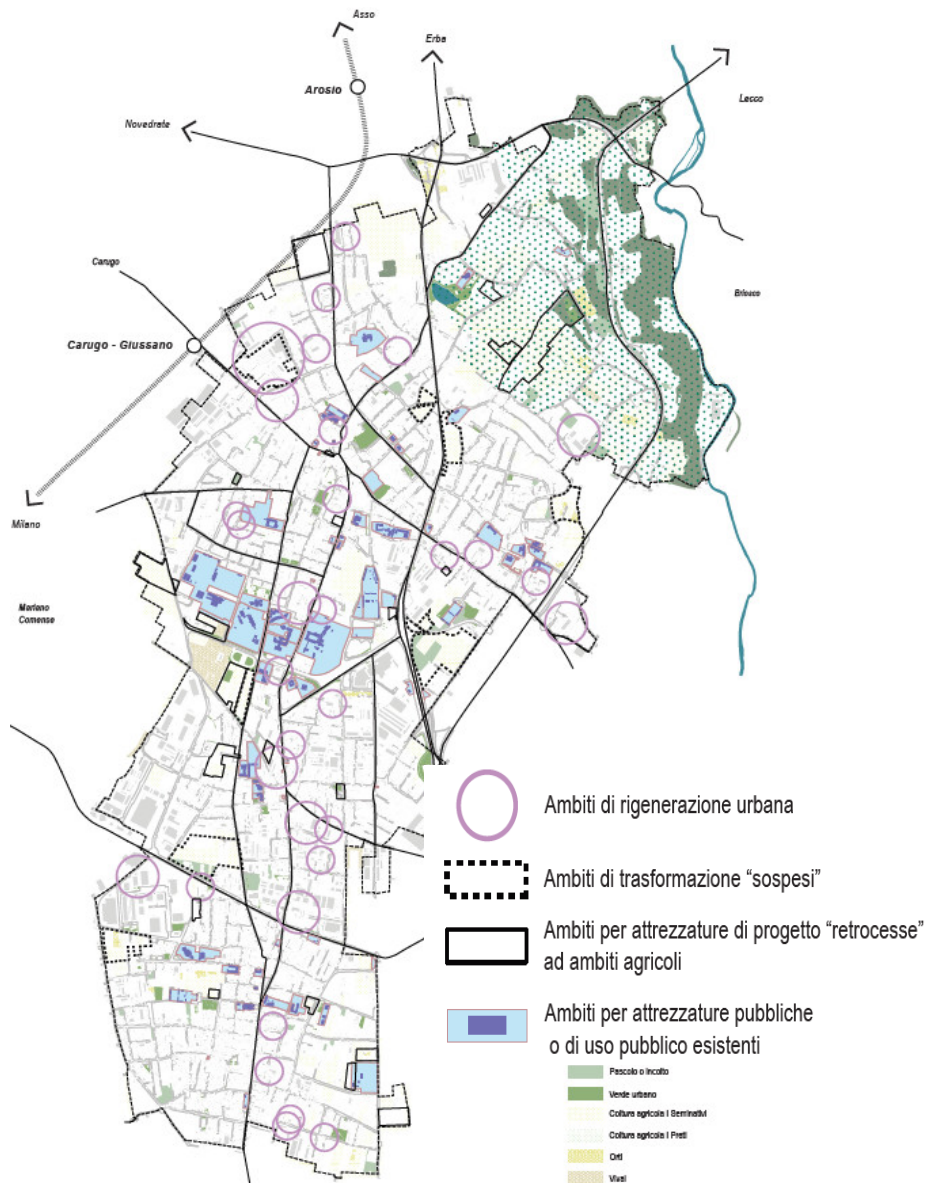 Asso
Erba
Arosio
Lecco
Novedrate
Carugo
Briosco
Carugo - Giussano
Milano
Mariano
Comense
Ambiti di rigenerazione urbana
Ambiti di trasformazione “sospesi”
Ambiti per attrezzature di progetto “retrocesse”
ad ambiti agricoli
Ambiti per attrezzature pubbliche
o di uso pubblico esistenti
Pascolo o incolto
Verde urbano
Coltura agricola | Seminativi
Coltura agricola | Prati
Orti
Vivai